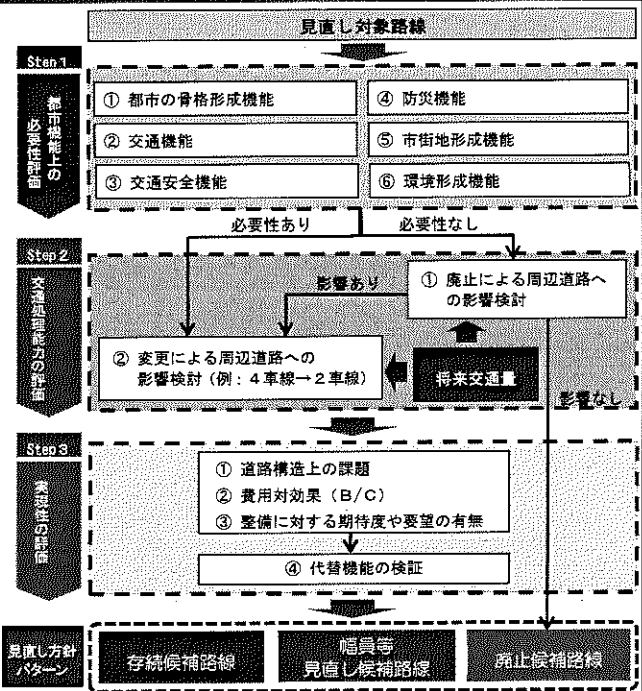 見直し対象路線
Step 1
都市機能上の
必要性評価
① 都市の骨格形成機能
② 交通機能
③ 交通安全機能
④ 防災機能
⑤ 市街地形成機能
⑥ 環境形成機能
必要性あり
必要性なし
Step 2
交通処理能力の評価
影響あり
① 廃止による周辺道路へ
の影響検討
② 変更による周辺道路への
影響検討（例：４車線→２車線）
将来交通量
影響なし
Step 3
実現性の評価
① 道路構造上の課題
② 費用対効果（Ｂ/Ｃ）
③ 整備に対する期待度や要望の有無
④ 代替機能の検証
見直し方針
パターン
存続候補路線
幅員等
見直し候補路線
廃止候補路線